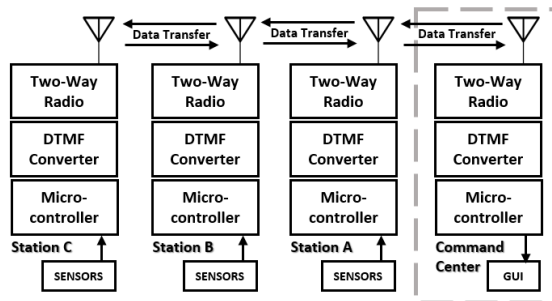 Data Transfer
Data Transfer
Data Transfer
Two-Way
Radio
Two-Way
Radio
Two-Way
Radio
Two-Way
Radio
DTMF
Converter
DTMF
Converter
DTMF
Converter
DTMF
Converter
Micro-
controller
Micro-
controller
Micro-
controller
Micro-
controller
Station C
Station B
Station A
Command
Center
SENSORS
SENSORS
SENSORS
GUI